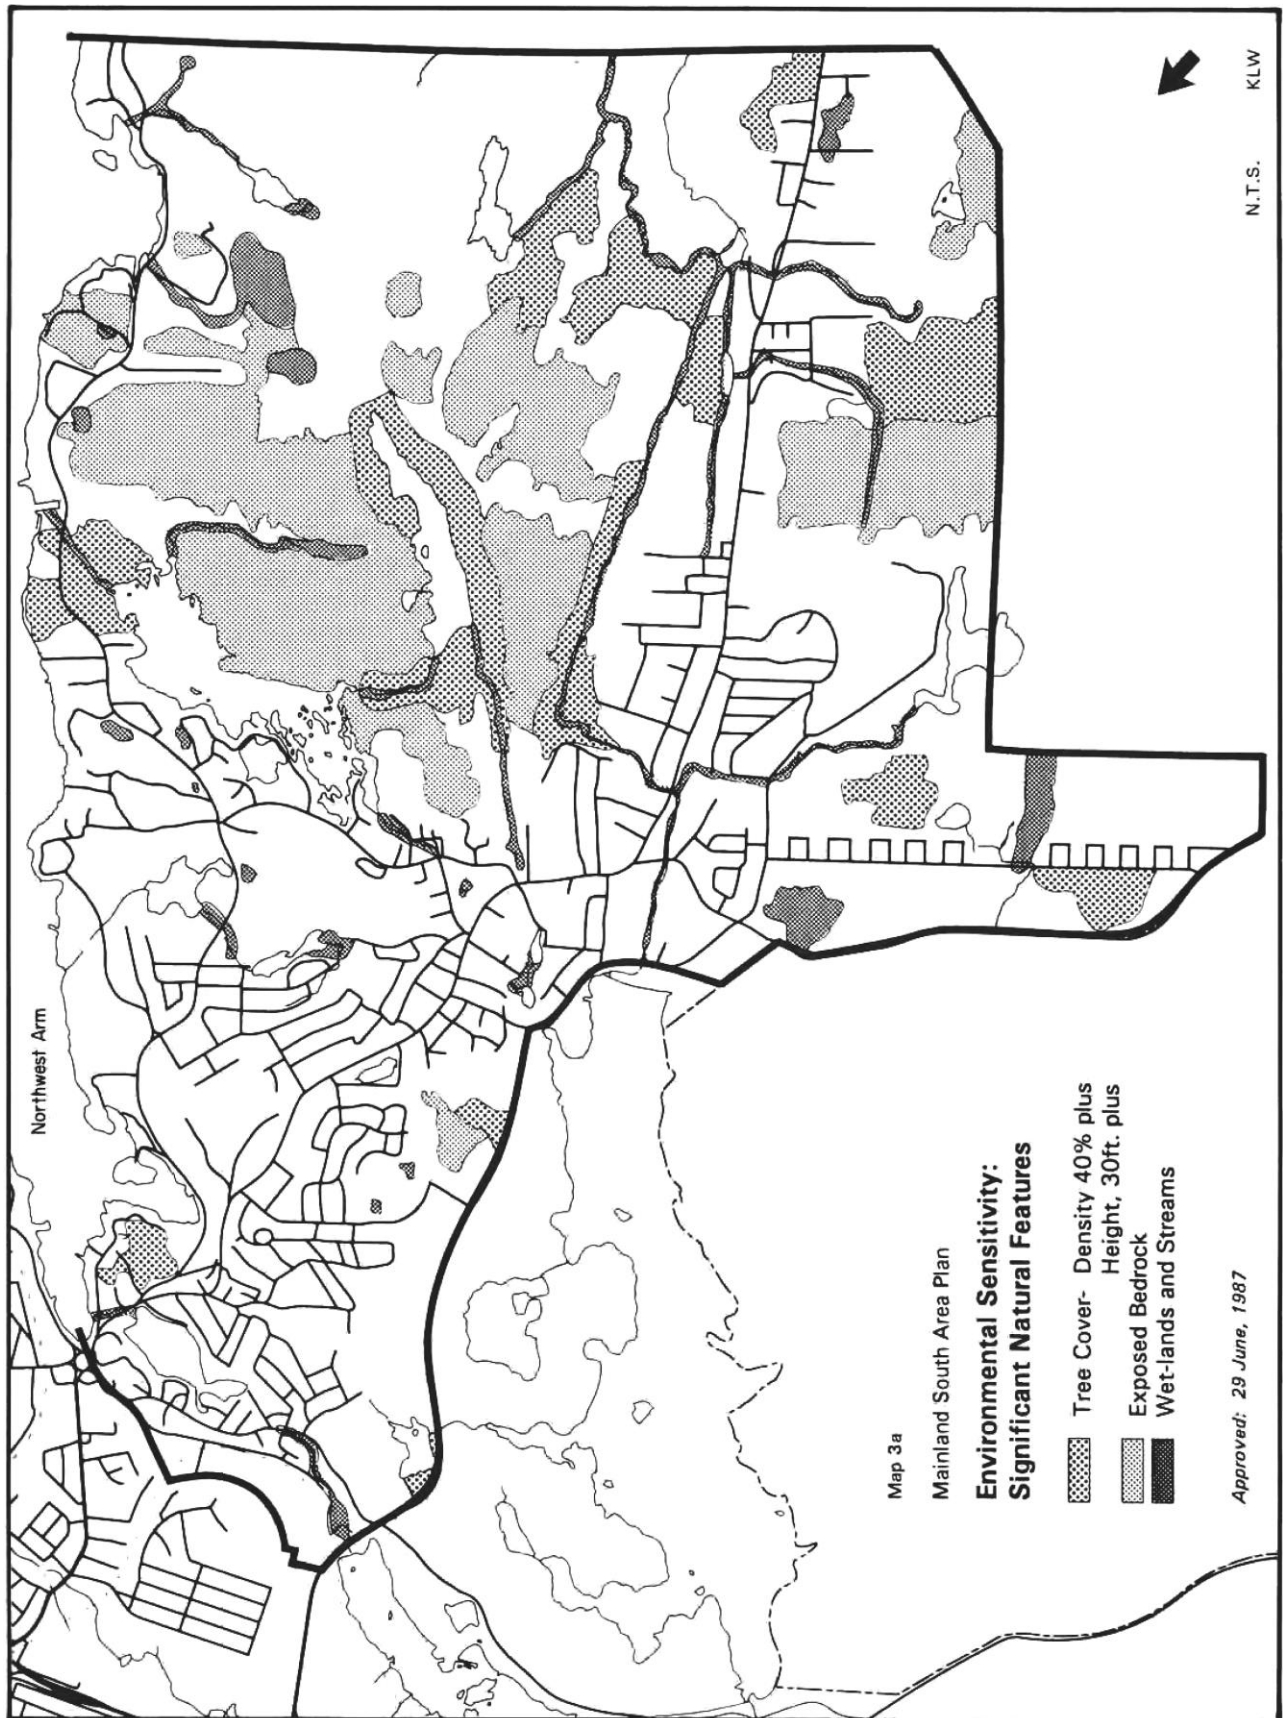 Northwest Arm
Map 3a
Mainland South Area Plan
Environmental Sensitivity:
Significant Natural Features
Tree Cover- Density 40% plus
Height, 30ft. plus
Exposed Bedrock
Wet-lands and Streams
Approved: 29 June, 1987
N.T.S. KLW